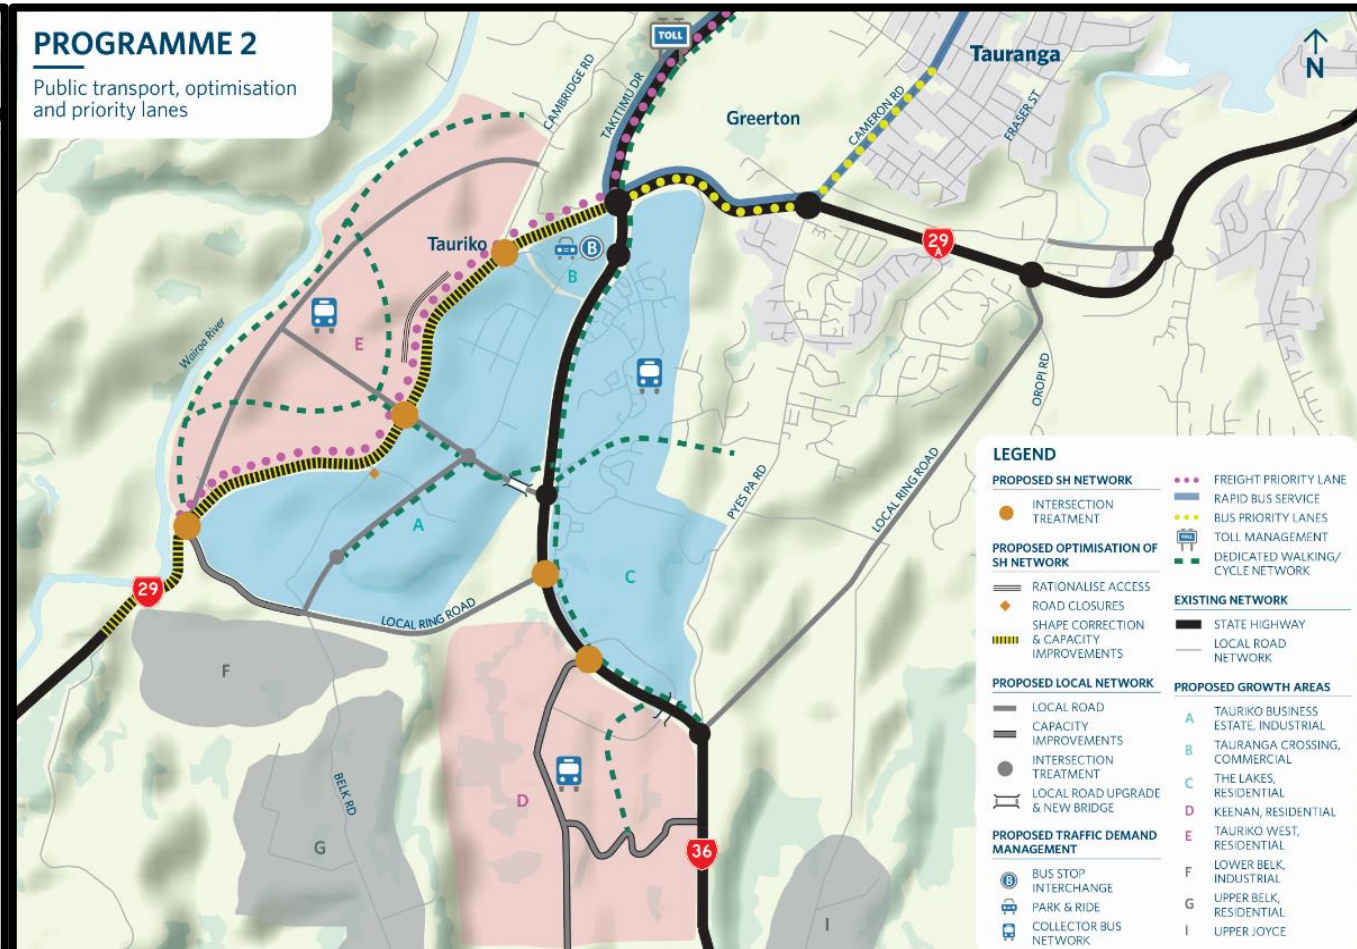 PROGRAMME 2
Public transport, optimisation
and priority lanes
TOLL
N
Tauranga
CAMBRIDGE RD
TAKITIMU DR
Greerton
CAMERON RD
FRASER ST
Tauriko
B
B
29
A
Wairoa River
E
OROPI RD
PYES PA RD
LOCAL RING ROAD
A
C
29
LOCAL RING ROAD
F
BELK RD
D
G
36
I
LEGEND
PROPOSED SH NETWORK
INTERSECTION
TREATMENT
PROPOSED OPTIMISATION OF
SH NETWORK
RATIONALISE ACCESS
ROAD CLOSURES
SHAPE CORRECTION
& CAPACITY
IMPROVEMENTS
PROPOSED LOCAL NETWORK
LOCAL ROAD
CAPACITY
IMPROVEMENTS
INTERSECTION
TREATMENT
LOCAL ROAD UPGRADE
& NEW BRIDGE
PROPOSED TRAFFIC DEMAND
MANAGEMENT
B
BUS STOP
INTERCHANGE
PARK & RIDE
COLLECTOR BUS
NETWORK
FREIGHT PRIORITY LANE
RAPID BUS SERVICE
BUS PRIORITY LANES
TOLL
TOLL MANAGEMENT
DEDICATED WALKING/
CYCLE NETWORK
EXISTING NETWORK
STATE HIGHWAY
LOCAL ROAD
NETWORK
PROPOSED GROWTH AREAS
A TAURIKO BUSINESS
ESTATE, INDUSTRIAL
B TAURANGA CROSSING,
COMMERCIAL
C THE LAKES,
RESIDENTIAL
D KEENAN, RESIDENTIAL
E TAURIKO WEST,
RESIDENTIAL
F LOWER BELK,
INDUSTRIAL
G UPPER BELK,
RESIDENTIAL
I UPPER JOYCE